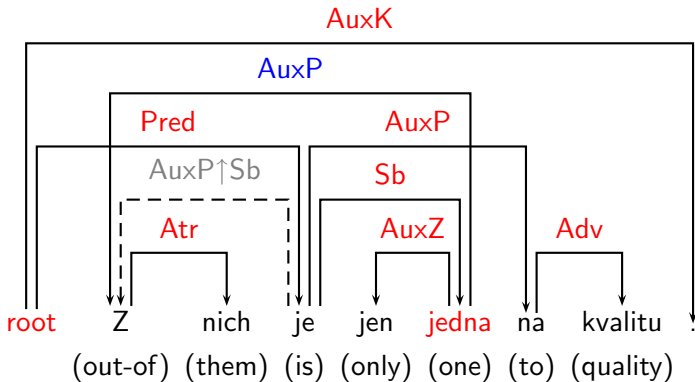 AuxK
AuxP
Pred AuxP
AuxP↑Sb Sb
Atr AuxZ Adv
root Z nich je jen jedna na kvalitu .
(out-of) (them) (is) (only) (one) (to) (quality)